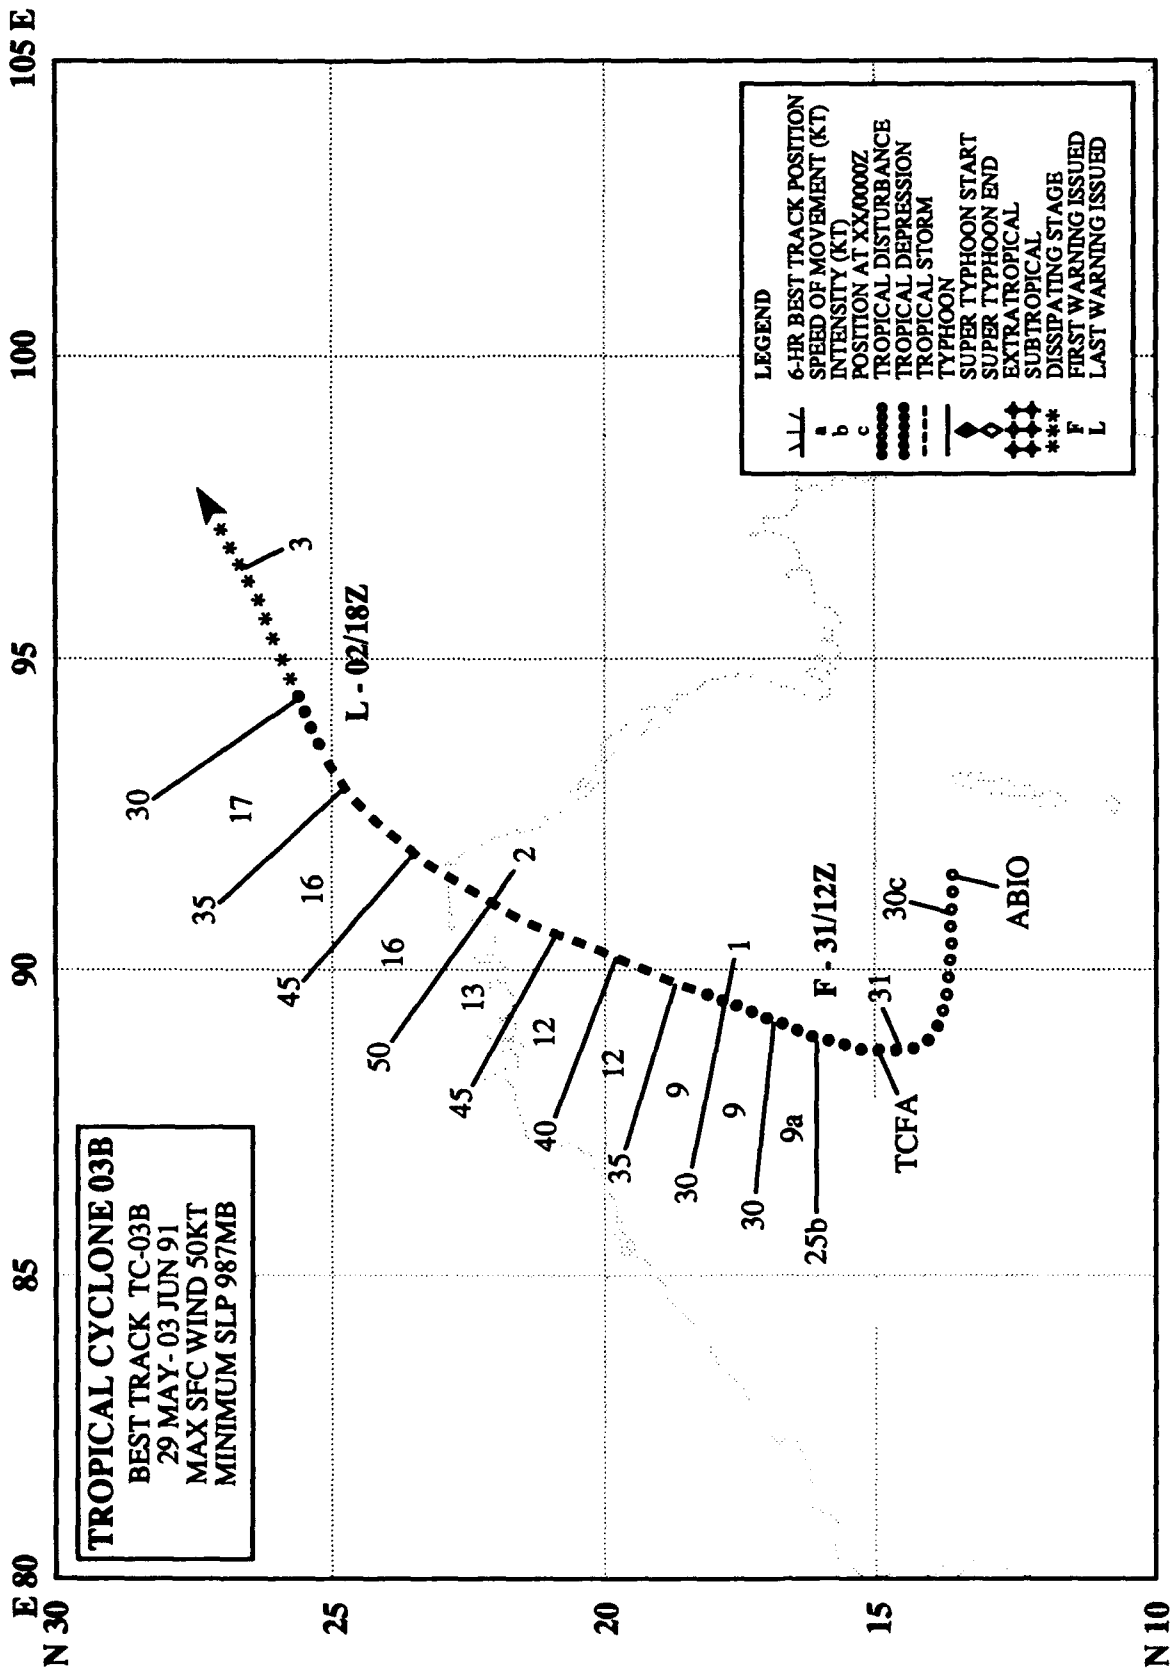 TROPICAL CYCLONE 03B
BEST TRACK TC-03B
29 MAY- 03 JUN 91
MAX SFC WIND 50KT
MINIMUM SLP 987MB
E 80
85
90
95
100
105 E
N 30
25
20
15
N 10
30
17
35
16
45
16
50
13
45
12
40
12
35
9
30
9
30
9a
25b
TCFA
3
L - 02/18Z
2
1
F - 31/12Z
31
30c
ABIO
LEGEND
6-HR BEST TRACK POSITION
a SPEED OF MOVEMENT (KT)
b INTENSITY (KT)
c POSITION AT XX/0000Z
TROPICAL DISTURBANCE
TROPICAL DEPRESSION
TROPICAL STORM
TYPHOON
SUPER TYPHOON START
SUPER TYPHOON END
EXTRATROPICAL
SUBTROPICAL
*** DISSIPATING STAGE
F FIRST WARNING ISSUED
L LAST WARNING ISSUED